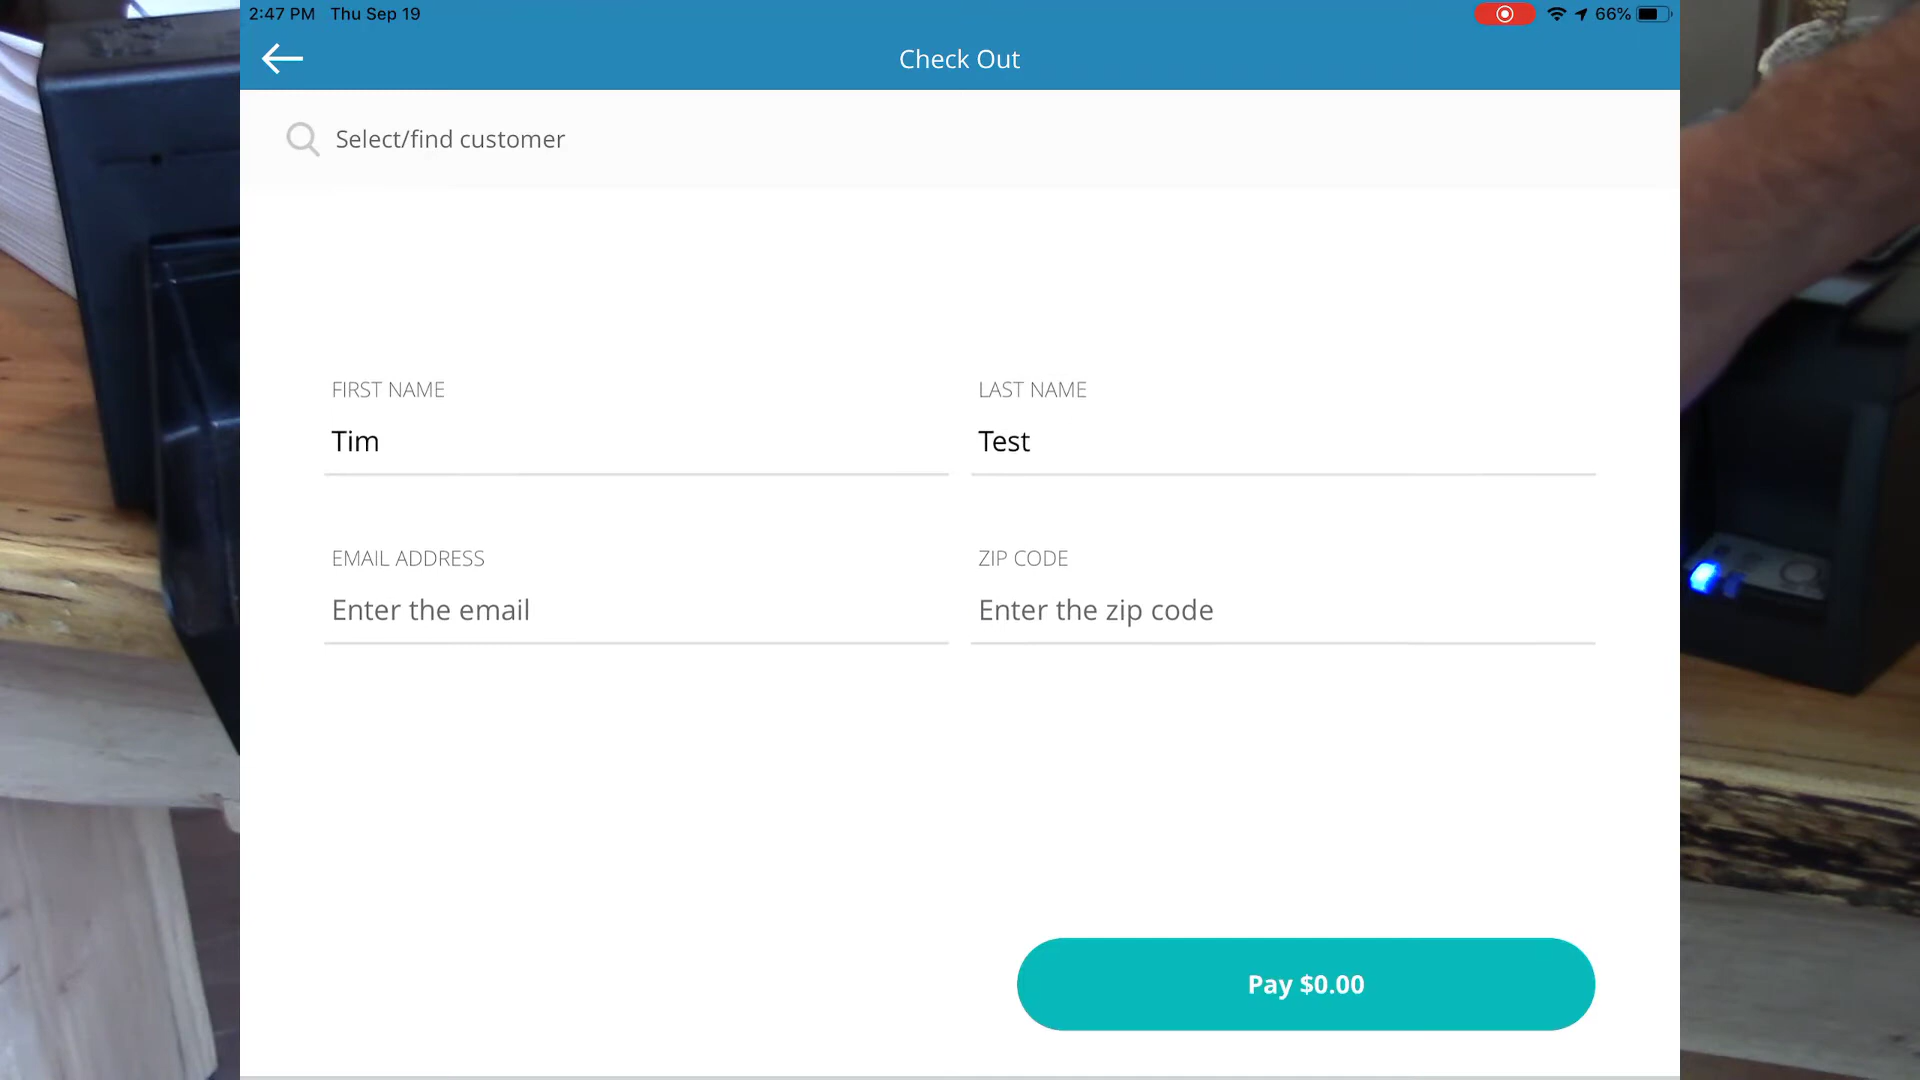 2:47 PM Thu Sep 19
66%
Check Out
Select/find customer
FIRST NAME
LAST NAME
Tim
Test
EMAIL ADDRESS
ZIP CODE
Enter the email
Enter the zip code
Pay $0.00